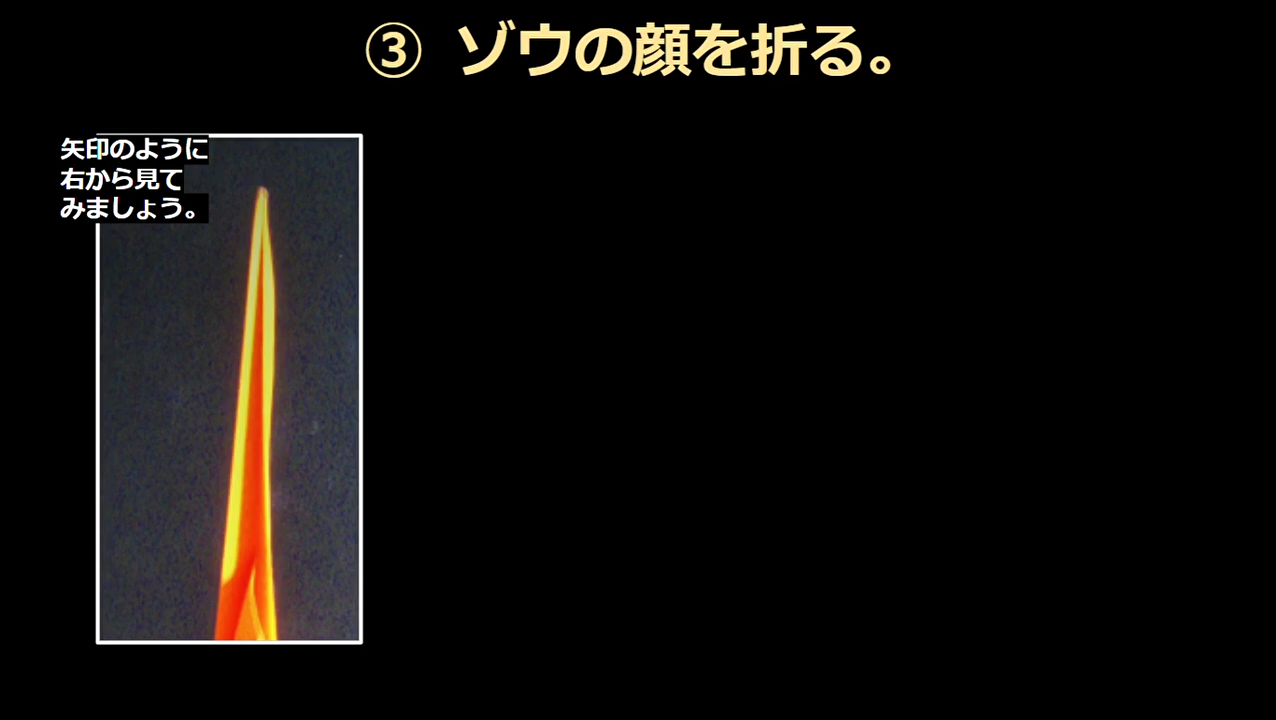 ③ ゾウの顔を折る。
矢印のように
右から見て
みましょう。